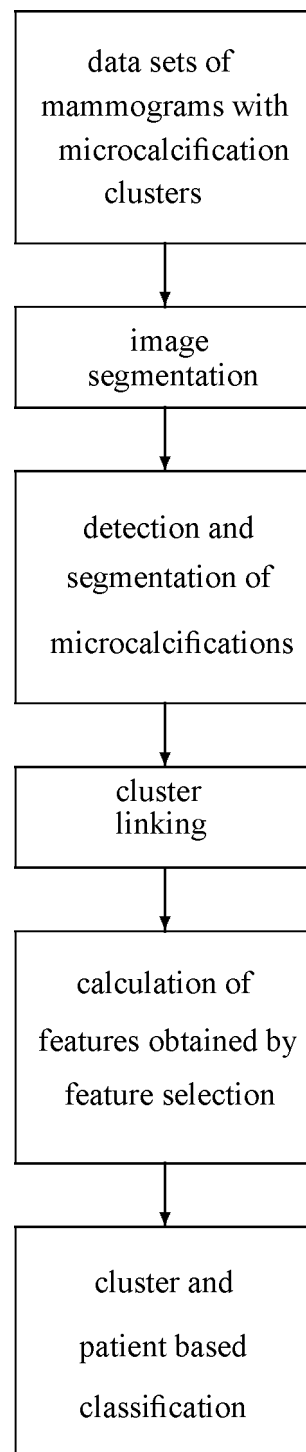 data sets of
mammograms with
microcalcification
clusters
image
segmentation
detection and
segmentation of
microcalcifications
cluster
linking
calculation of
features obtained by
feature selection
cluster and
patient based
classification